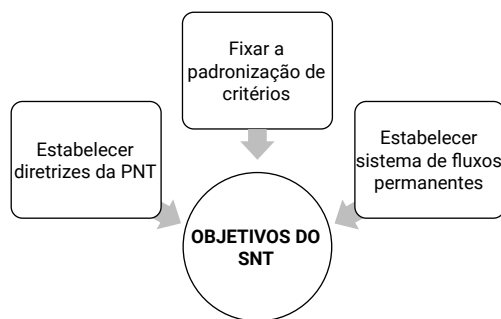 Fixar a
padronização de
critérios
Estabelecer
diretrizes da PNT
Estabelecer
sistema de fluxos
permanentes
OBJETIVOS DO
SNT